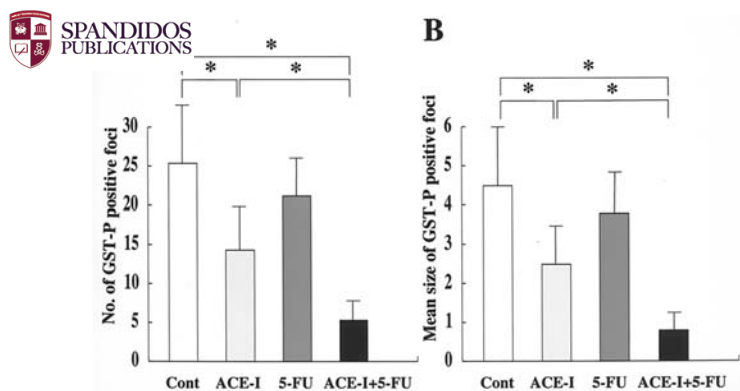 SPANDIDOS
PUBLICATIONS
B
*
*
*
No. of GST-P positive foci
30
25
20
15
10
5
0
Cont ACE-I 5-FU ACE-I+5-FU
*
*
*
Mean size of GST-P positive foci
6
5
4
3
2
1
0
Cont ACE-I 5-FU ACE-I+5-FU